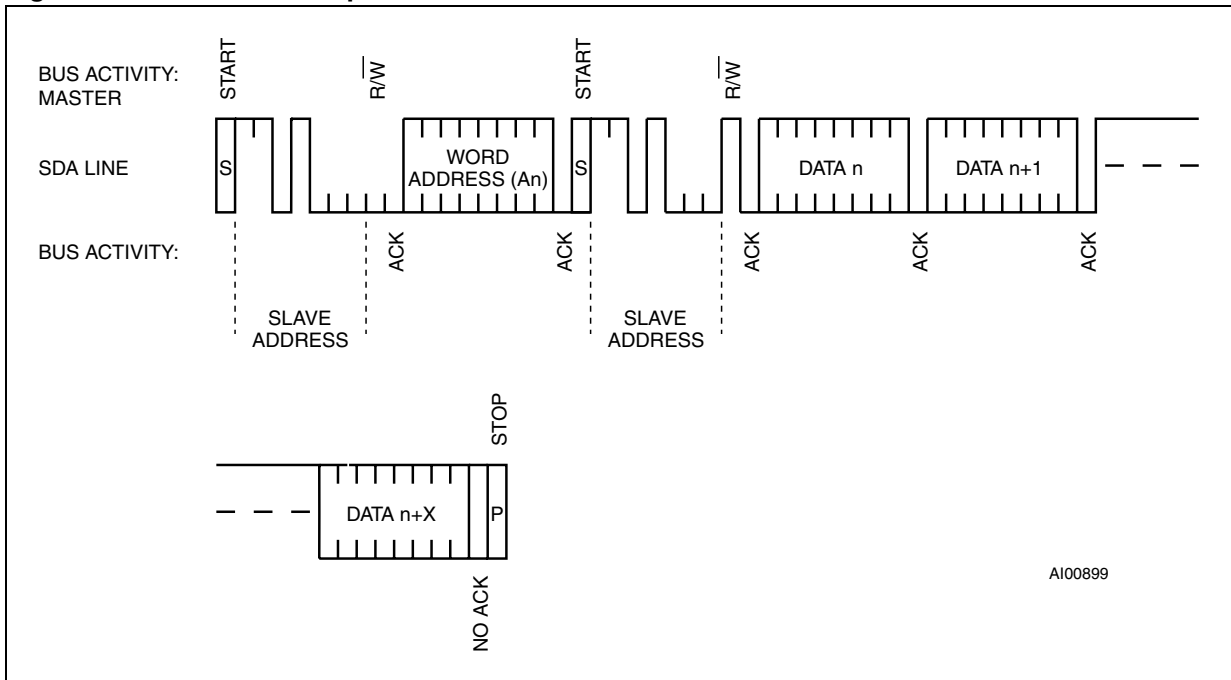 BUS ACTIVITY:
MASTER
START
R/W
START
R/W
SDA LINE
S
WORD
ADDRESS (An)
S
DATA n
DATA n+1
BUS ACTIVITY:
ACK
ACK
ACK
ACK
ACK
SLAVE
ADDRESS
SLAVE
ADDRESS
STOP
DATA n+X
P
NO ACK
AI00899